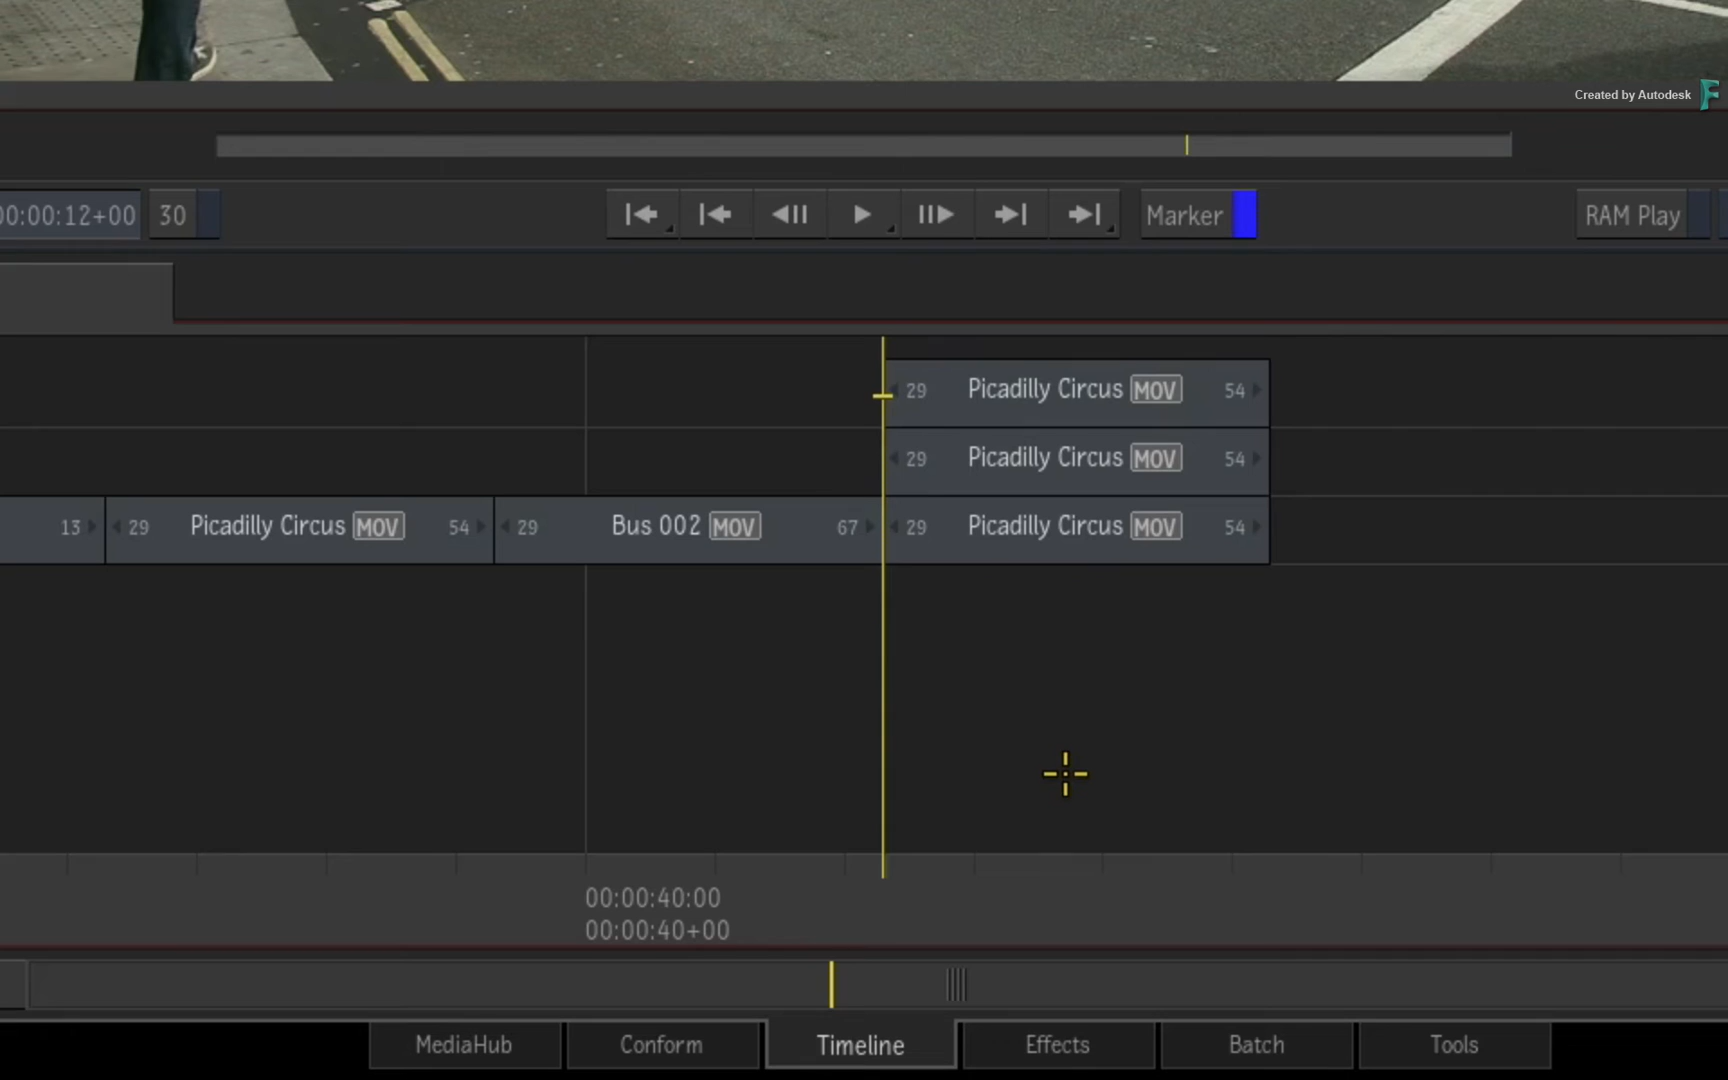 Created by Autodesk
00:00:12+00 30 Marker RAM Play
29 Picadilly Circus MOV 54
29 Picadilly Circus MOV 54
13 29 Picadilly Circus MOV 54 29 Bus 002 MOV 67 29 Picadilly Circus MOV 54
00:00:40:00
00:00:40+00
MediaHub Conform Timeline Effects Batch Tools